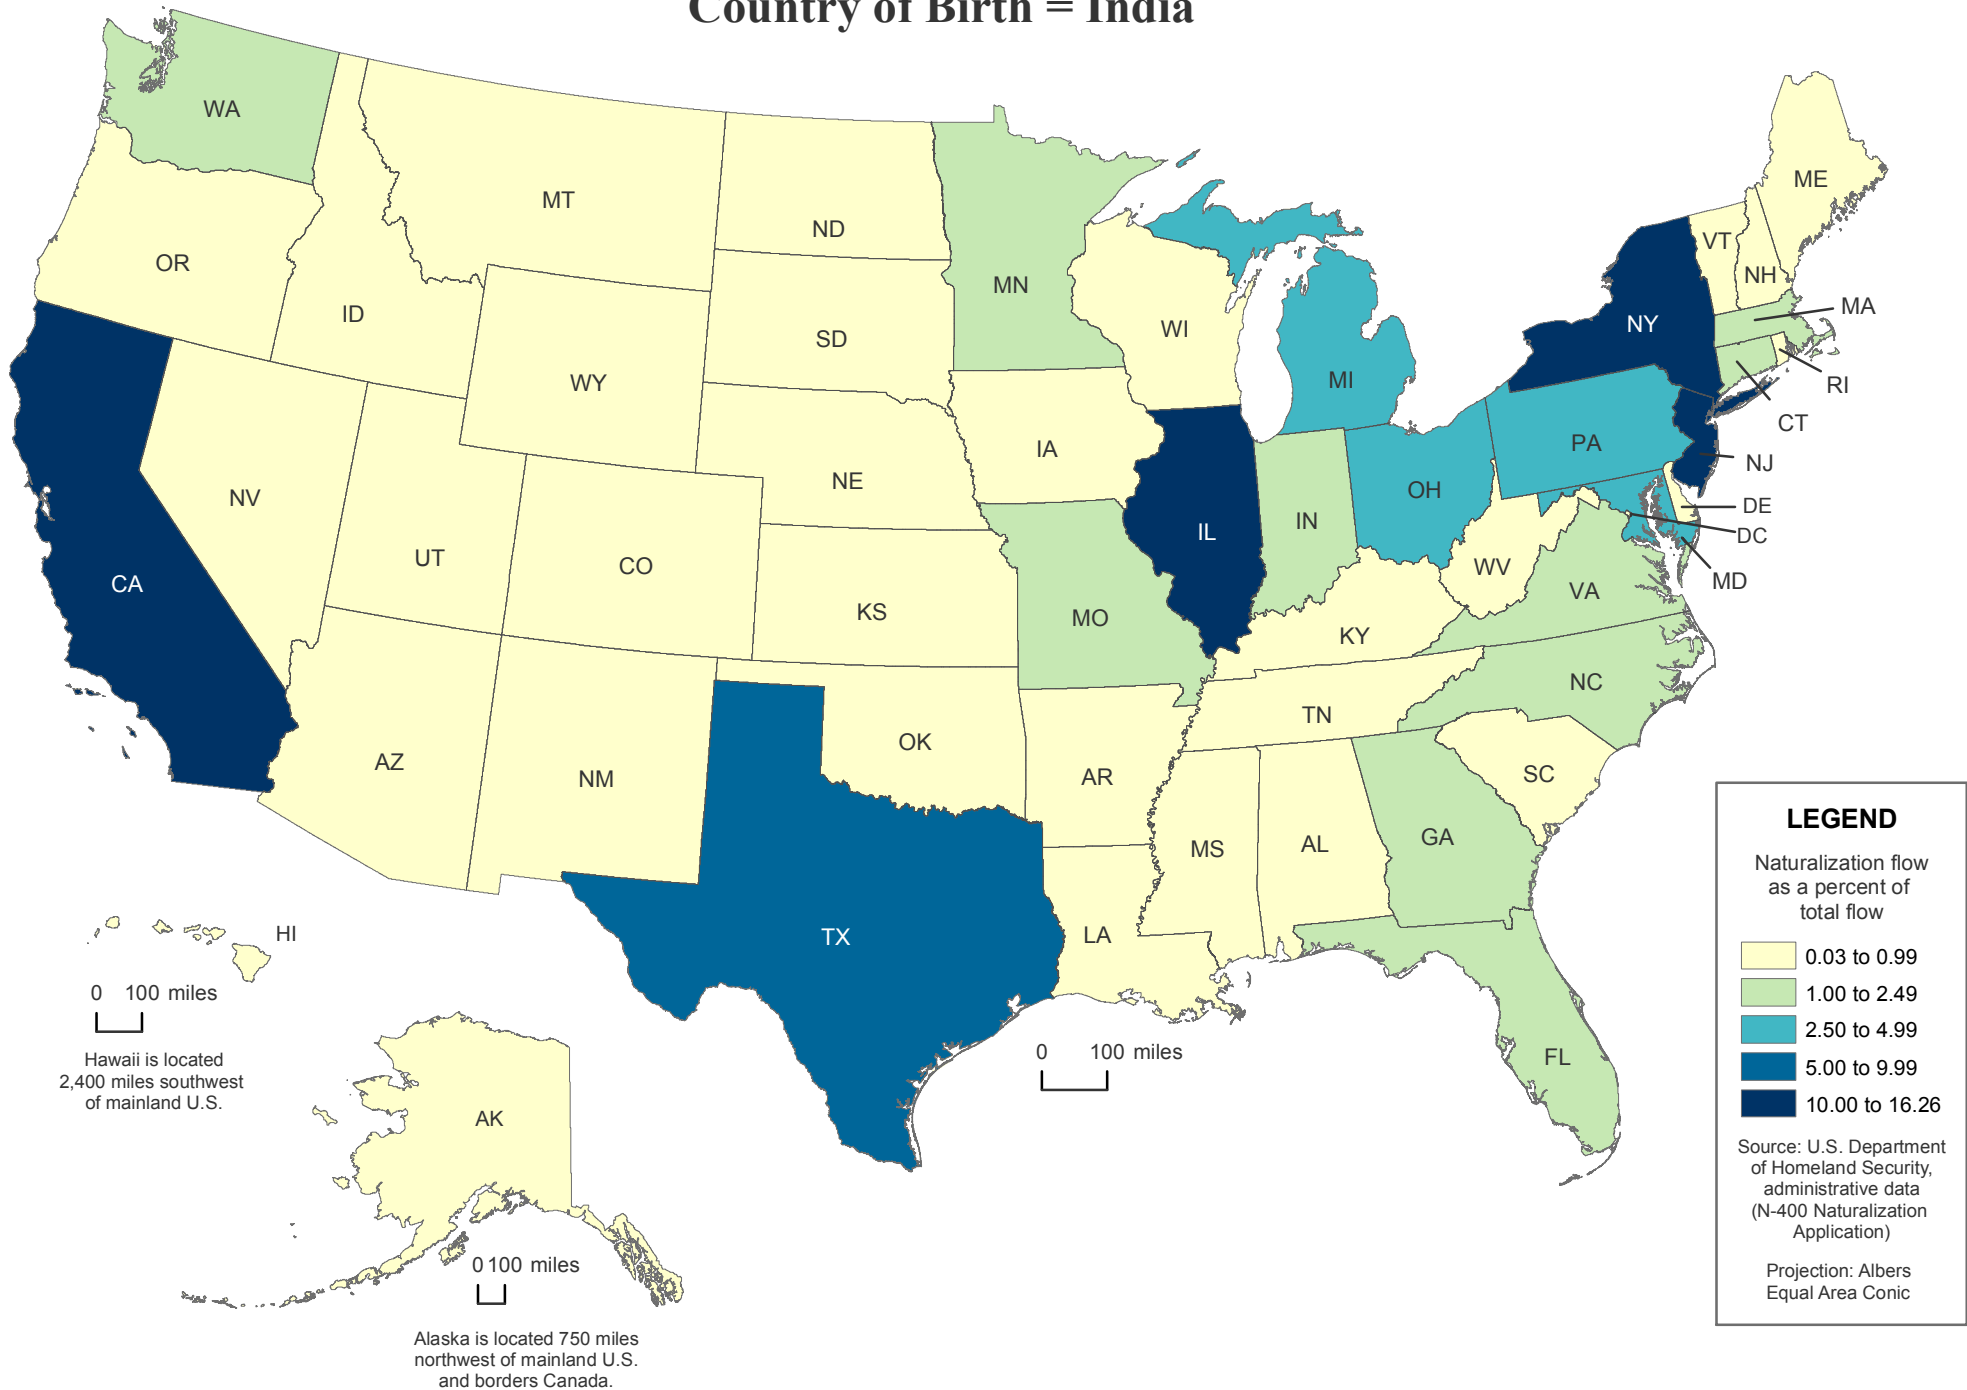 Country of Birth = India
WA
MT
ND
MN
ME
OR
ID
SD
WI
VT
NH
MA
NY
WY
MI
RI
CT
IA
PA
NJ
NE
NV
OH
DE
DC
IN
IL
UT
CO
WV
MD
CA
VA
KS
MO
KY
NC
TN
AZ
OK
NM
AR
SC
GA
MS
AL
TX
LA
FL
HI
0 100 miles
Hawaii is located
2,400 miles southwest
of mainland U.S.
AK
0 100 miles
Alaska is located 750 miles
northwest of mainland U.S.
and borders Canada.
0 100 miles
LEGEND
Naturalization flow
as a percent of
total flow
0.03 to 0.99
1.00 to 2.49
2.50 to 4.99
5.00 to 9.99
10.00 to 16.26
Source: U.S. Department
of Homeland Security,
administrative data
(N-400 Naturalization
Application)
Projection: Albers
Equal Area Conic